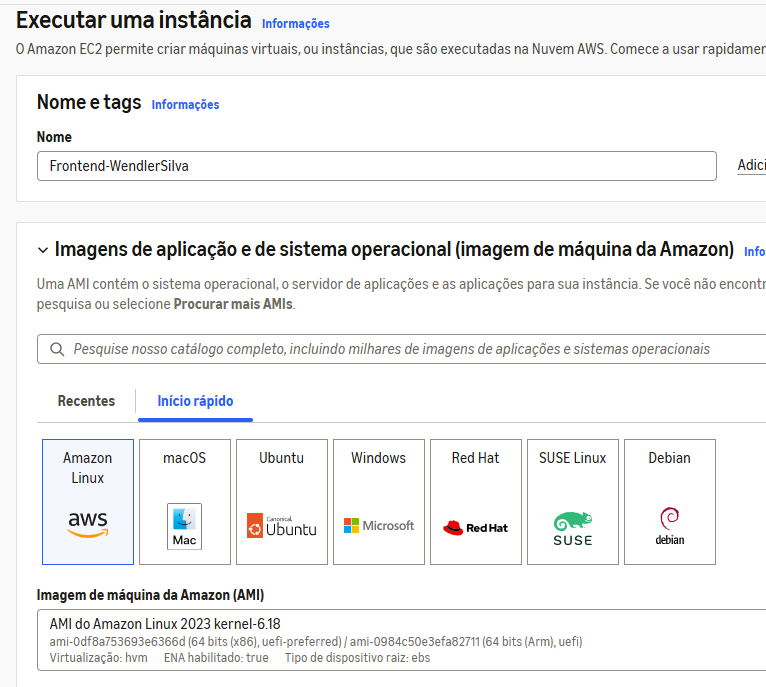 Executar uma instância Informações
O Amazon EC2 permite criar máquinas virtuais, ou instâncias, que são executadas na Nuvem AWS. Comece a usar rapidamer
Nome e tags Informações
Nome
Frontend-WendlerSilva
Adici
Imagens de aplicação e de sistema operacional (imagem de máquina da Amazon) Info
Uma AMI contém o sistema operacional, o servidor de aplicações e as aplicações para sua instância. Se você não encontr
pesquisa ou selecione Procurar mais AMIs.
Pesquise nosso catálogo completo, incluindo milhares de imagens de aplicações e sistemas operacionais
Recentes
Início rápido
Amazon
Linux
aws
macOS
Mac
Ubuntu
Canonical
Ubuntu
Windows
Microsoft
Red Hat
Red Hat
SUSE Linux
SUSE
Debian
debian
Imagem de máquina da Amazon (AMI)
AMI do Amazon Linux 2023 kernel-6.18
ami-0df8a753693e6366d (64 bits (x86), uefi-preferred) / ami-0984c50e3efa82711 (64 bits (Arm), uefi)
Virtualização: hvm ENA habilitado: true Tipo de dispositivo raiz: ebs